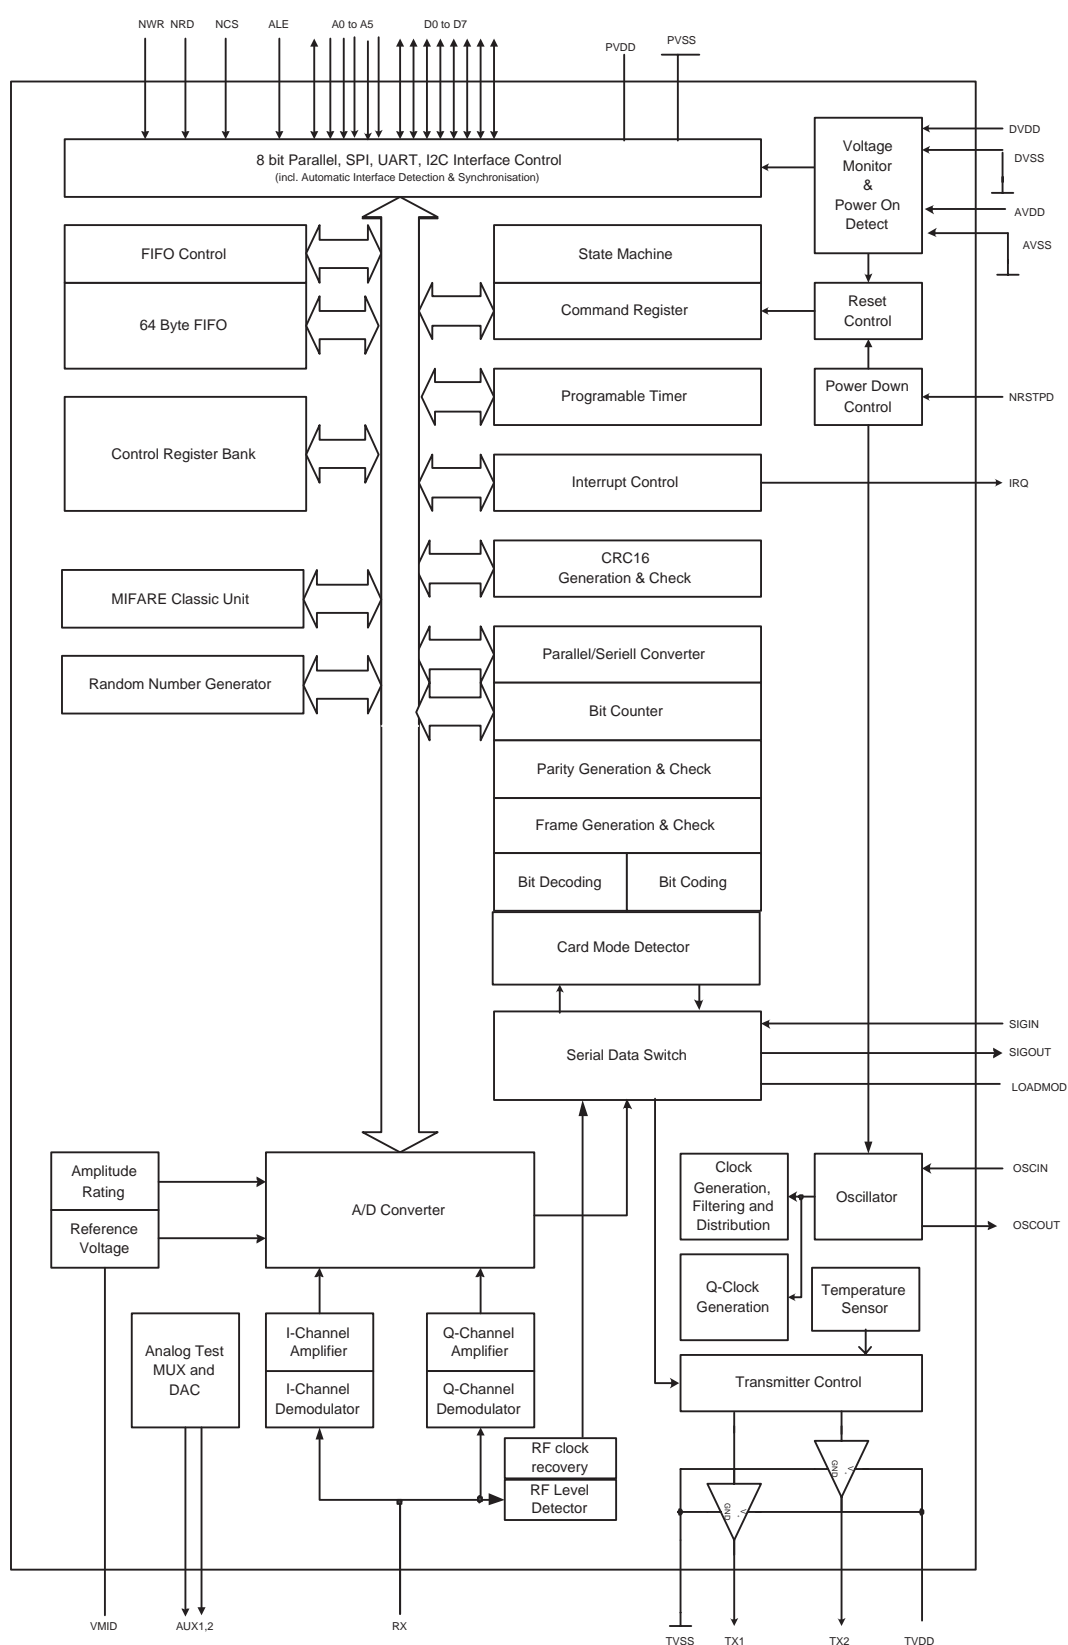 NWR NRD NCS ALE A0 to A5 D0 to D7
PVDD
PVSS
8 bit Parallel, SPI, UART, I2C Interface Control
(incl. Automatic Interface Detection & Synchronisation)
Voltage
Monitor
&
Power On
Detect
DVDD
DVSS
AVDD
AVSS
FIFO Control
64 Byte FIFO
State Machine
Command Register
Reset
Control
Programable Timer
Power Down
Control
NRSTPD
Control Register Bank
Interrupt Control
IRQ
CRC16
Generation & Check
MIFARE Classic Unit
Random Number Generator
Parallel/Seriell Converter
Bit Counter
Parity Generation & Check
Frame Generation & Check
Bit Decoding
Bit Coding
Card Mode Detector
Serial Data Switch
SIGIN
SIGOUT
LOADMOD
Amplitude
Rating
Reference
Voltage
A/D Converter
Clock
Generation,
Filtering and
Distribution
Oscillator
OSCIN
OSCOUT
Q-Clock
Generation
Temperature
Sensor
Analog Test
MUX and
DAC
I-Channel
Amplifier
I-Channel
Demodulator
Q-Channel
Amplifier
Q-Channel
Demodulator
Transmitter Control
RF clock
recovery
RF Level
Detector
V+
GND
V+
GND
VMID
AUX1,2
RX
TVSS
TX1
TX2
TVDD